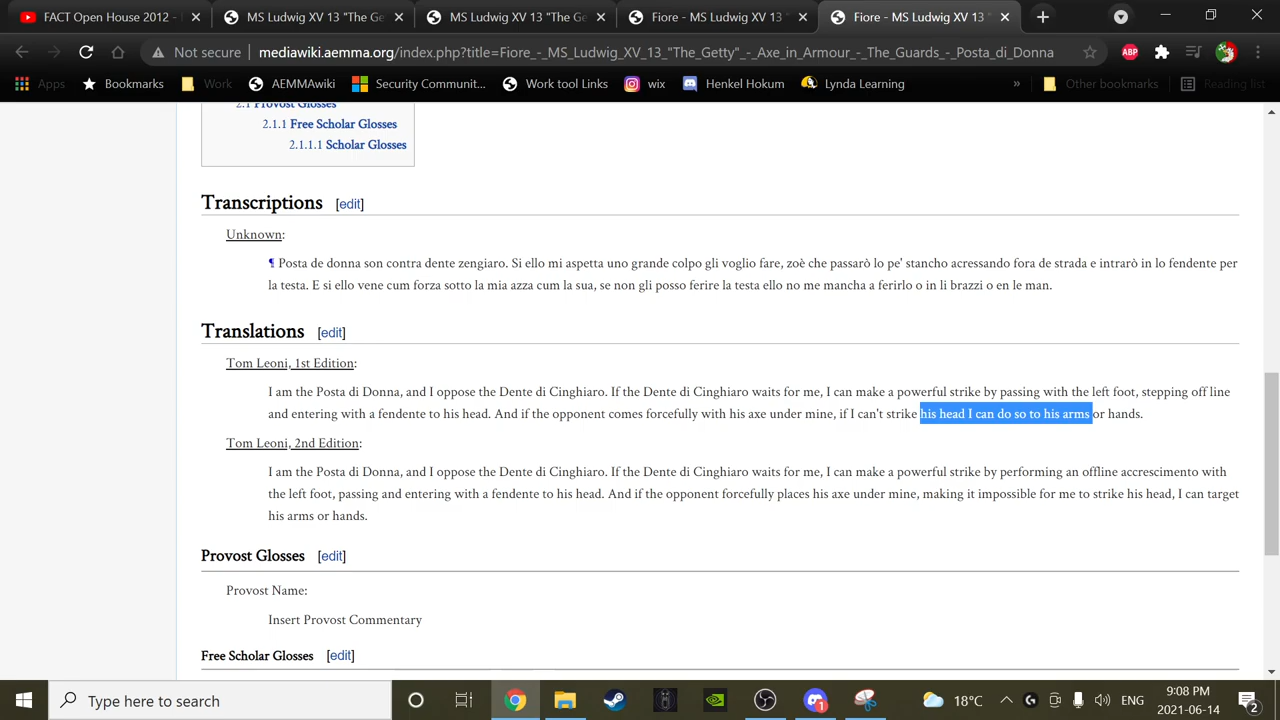 FACT Open House 2012 -
MS Ludwig XV 13 "The Ge
MS Ludwig XV 13 "The Ge
Fiore - MS Ludwig XV 13 "
Fiore - MS Ludwig XV 13 "
Not secure
mediawiki.aemma.org/index.php?title=Fiore_-_MS_Ludwig_XV_13_"The_Getty"_-_Axe_in_Armour_-_The_Guards_-_Posta_di_Donna
ABP
Apps Bookmarks Work AEMMAwiki Security Communit... Work tool Links wix Henkel Hokum Lynda Learning » Other bookmarks Reading list
2.1 Provost Glosses
2.1.1 Free Scholar Glosses
2.1.1.1 Scholar Glosses
Transcriptions [edit]
Unknown:
¶ Posta de donna son contra dente zengiaro. Si ello mi aspetta uno grande colpo gli voglio fare, zoè che passarò lo pe' stancho acressando fora de strada e intrarò in lo fendente per
la testa. E si ello vene cum forza sotto la mia azza cum la sua, se non gli posso ferire la testa ello no me mancha a ferirlo o in li brazzi o en le man.
Translations [edit]
Tom Leoni, 1st Edition:
I am the Posta di Donna, and I oppose the Dente di Cinghiaro. If the Dente di Cinghiaro waits for me, I can make a powerful strike by passing with the left foot, stepping off line
and entering with a fendente to his head. And if the opponent comes forcefully with his axe under mine, if I can't strike his head I can do so to his arms or hands.
Tom Leoni, 2nd Edition:
I am the Posta di Donna, and I oppose the Dente di Cinghiaro. If the Dente di Cinghiaro waits for me, I can make a powerful strike by performing an offline accrescimento with
the left foot, passing and entering with a fendente to his head. And if the opponent forcefully places his axe under mine, making it impossible for me to strike his head, I can target
his arms or hands.
Provost Glosses [edit]
Provost Name:
Insert Provost Commentary
Free Scholar Glosses [edit]
Type here to search
1
18°C
ENG
9:08 PM
2021-06-14
2